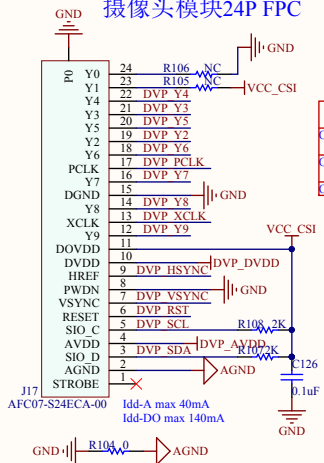 摄像头模块24P FPC
GND
P0
Y0 24 R106 NC GND
Y1 23 R105 NC VCC_CSI
Y4 22 DVP_Y4
Y3 21 DVP_Y3
Y5 20 DVP_Y5
Y2 19 DVP_Y2
Y6 18 DVP_Y6
PCLK 17 DVP_PCLK
Y7 16 DVP_Y7
DGND 15 GND
Y8 14 DVP_Y8
XCLK 13 DVP_XCLK
Y9 12 DVP_Y9
VCC_CSI
DOVDD 11
DVDD 10 DVP_DVDD
HREF 9 DVP_HSYNC
PWDN 8 GND
VSYNC 7 DVP_VSYNC
RESET 6 DVP_RST
SIO_C 5 DVP_SCL R108 2K
AVDD 4 DVP_AVDD
SIO_D 3 DVP_SDA R107 2K
AGND 2 AGND
C126
STROBE 1
0.1uF
J17
AFC07-S24ECA-00
Idd-A max 40mA
Idd-DO max 140mA
GND
GND R104 0 AGND